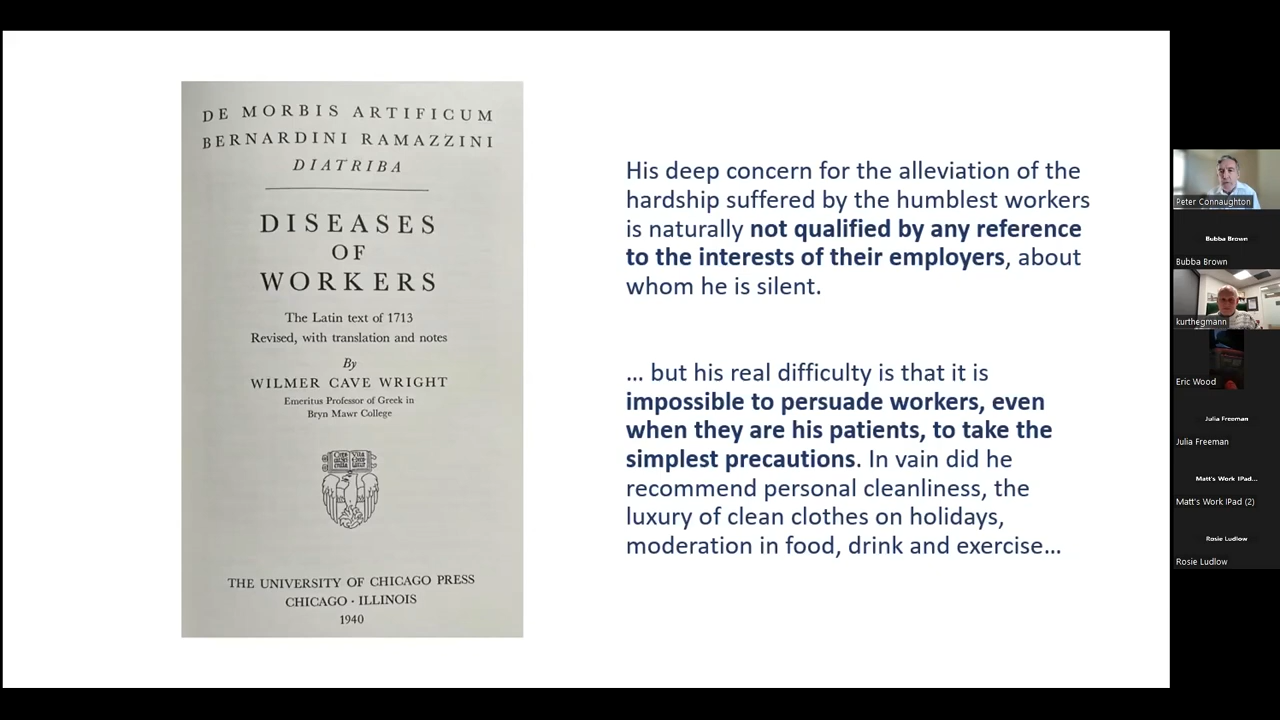 DE MORBIS ARTIFICUM
BERNARDINI RAMAZZINI
DIATRIBA
DISEASES
OF
WORKERS
The Latin text of 1713
Revised, with translation and notes
By
WILMER CAVE WRIGHT
Emeritus Professor of Greek in
Bryn Mawr College
THE UNIVERSITY OF CHICAGO PRESS
CHICAGO · ILLINOIS
1940
His deep concern for the alleviation of the
hardship suffered by the humblest workers
is naturally not qualified by any reference
to the interests of their employers, about
whom he is silent.
... but his real difficulty is that it is
impossible to persuade workers, even
when they are his patients, to take the
simplest precautions. In vain did he
recommend personal cleanliness, the
luxury of clean clothes on holidays,
moderation in food, drink and exercise…
Peter Connaughton
Bubba Brown
Bubba Brown
kurthegmann
Eric Wood
Julia Freeman
Julia Freeman
Matt's Work IPad...
Matt's Work IPad (2)
Rosie Ludlow
Rosie Ludlow